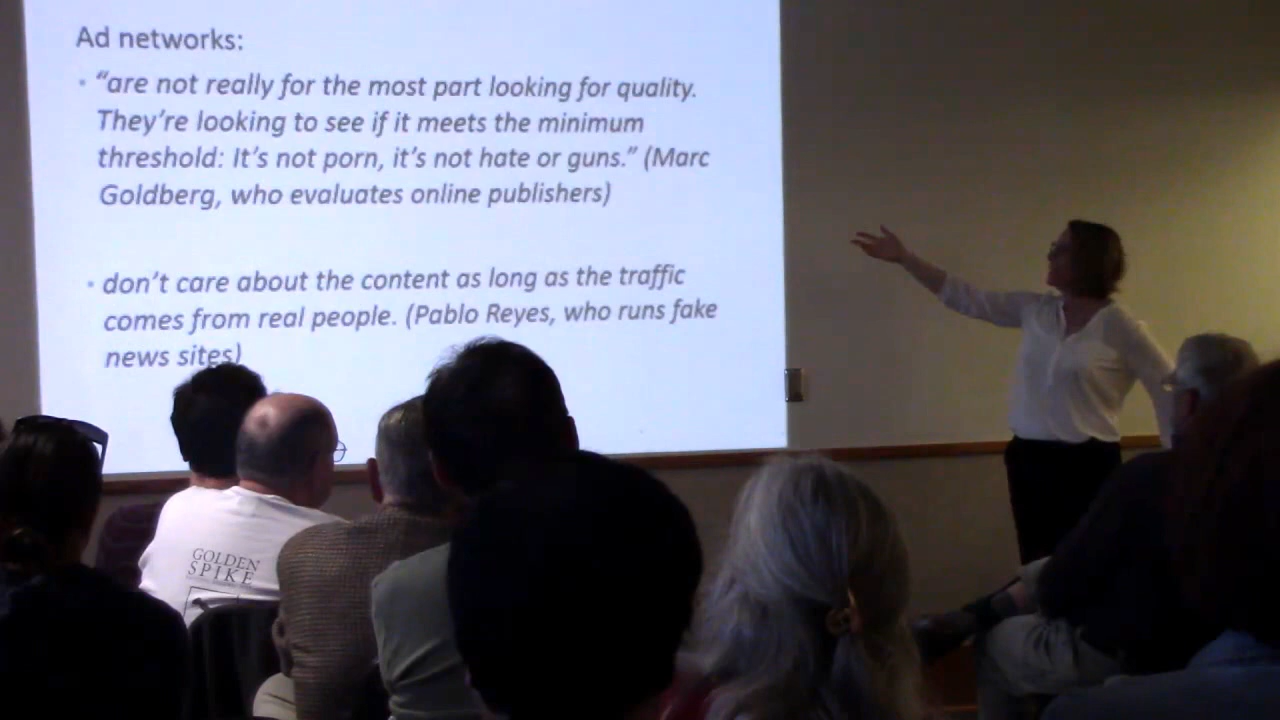 Ad networks:
• “are not really for the most part looking for quality.
They’re looking to see if it meets the minimum
threshold: It’s not porn, it’s not hate or guns.” (Marc
Goldberg, who evaluates online publishers)
• don’t care about the content as long as the traffic
comes from real people. (Pablo Reyes, who runs fake
news sites)
GOLDEN
SPIKE